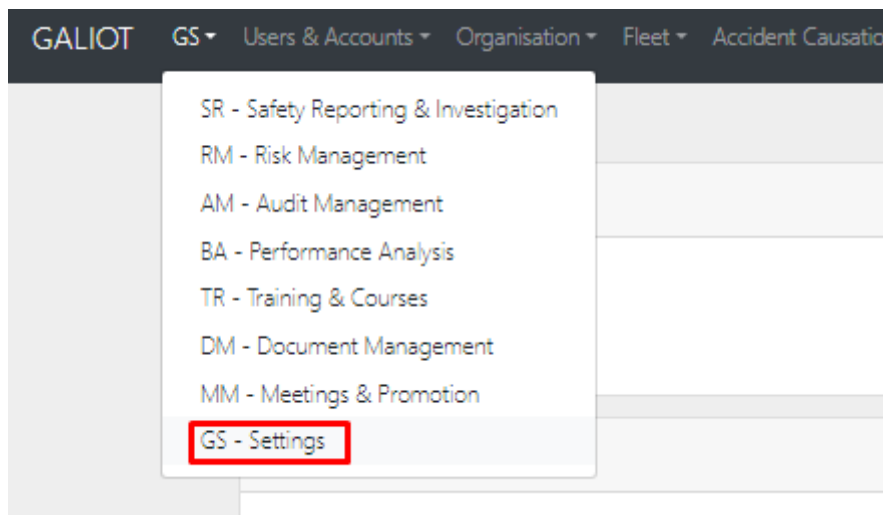 GALIOT GS Users & Accounts Organisation Fleet Accident
SR - Safety Reporting & Investigation
RM - Risk Management
AM - Audit Management
BA - Performance Analysis
TR - Training & Courses
DM - Document Management
MM - Meetings & Promotion
GS - Settings